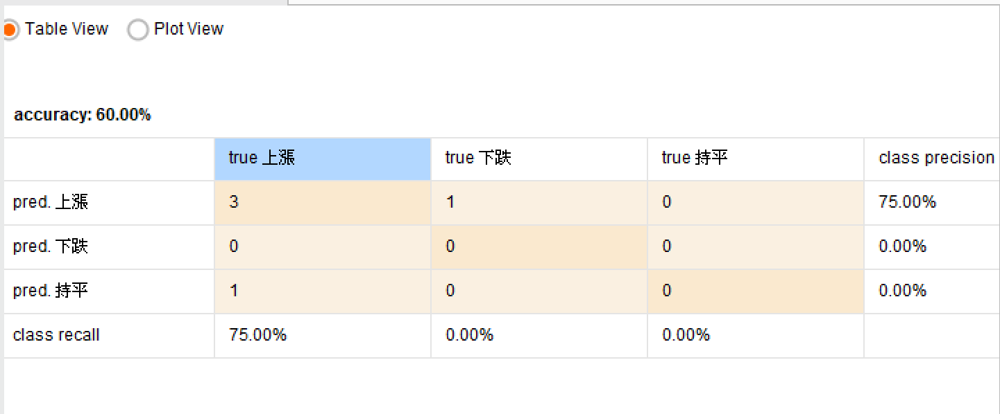 Table View Plot View
accuracy: 60.00%
true 上漲 true 下跌 true 持平 class precision
pred. 上漲 3 1 0 75.00%
pred. 下跌 0 0 0 0.00%
pred. 持平 1 0 0 0.00%
class recall 75.00% 0.00% 0.00%